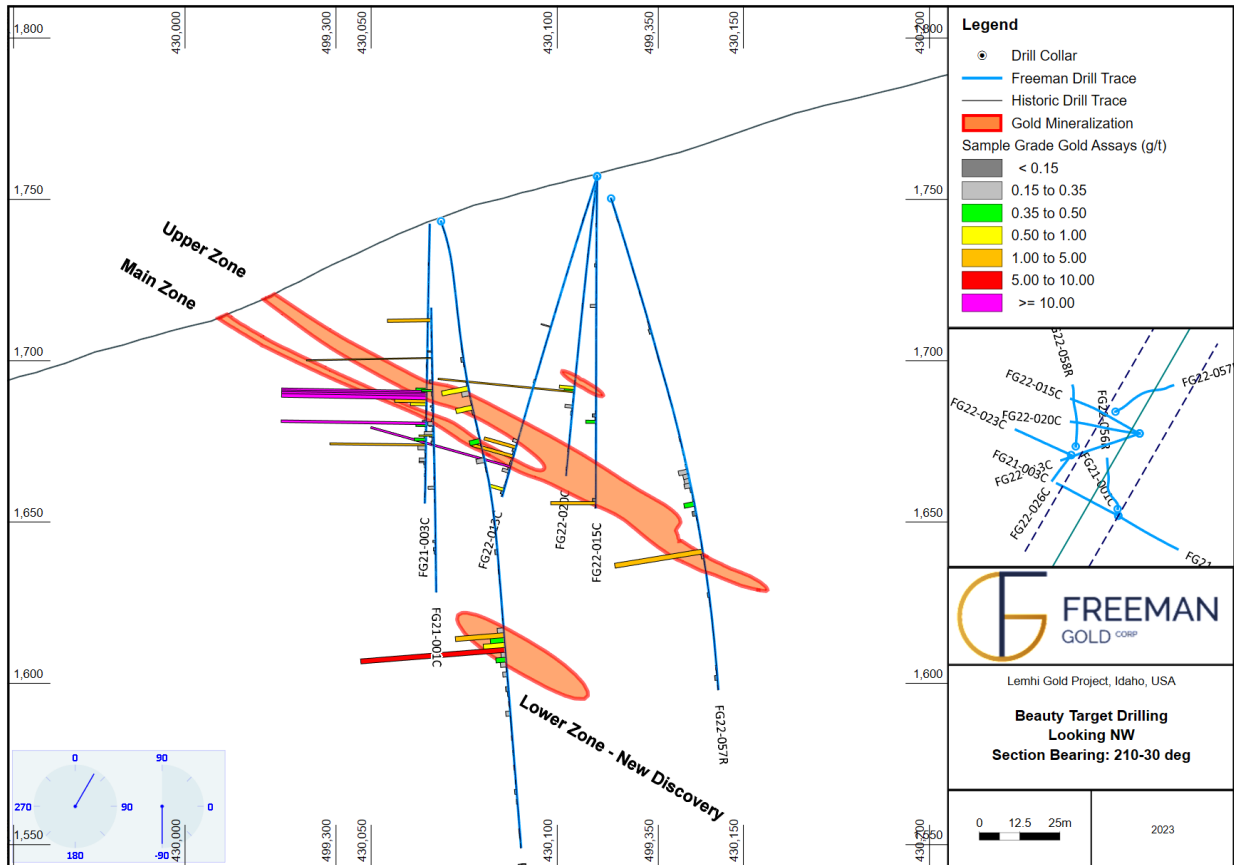 430,000
499,300
430,050
430,100
499,350
430,150
430,200
1,800
1,800
1,750
1,750
1,700
1,700
1,650
1,650
1,600
1,600
1,550
1,550
430,000
499,300
430,050
430,100
499,350
430,150
430,200
Upper Zone
Main Zone
FG21-003C
FG21-001C
FG22-013C
FG22-020C
FG22-015C
FG22-057R
Lower Zone - New Discovery
0
90
180
270
90
0
-90
Legend
Drill Collar
Freeman Drill Trace
Historic Drill Trace
Gold Mineralization
Sample Grade Gold Assays (g/t)
< 0.15
0.15 to 0.35
0.35 to 0.50
0.50 to 1.00
1.00 to 5.00
5.00 to 10.00
>= 10.00
FG22-058R
FG22-057R
FG22-015C
FG22-020C
FG22-023C
FG22-056R
FG21-003C
FG22-013C
FG22-026C
FG21-001C
FG21
FREEMAN
GOLD CORP
Lemhi Gold Project, Idaho, USA
Beauty Target Drilling
Looking NW
Section Bearing: 210-30 deg
0 12.5 25m
2023